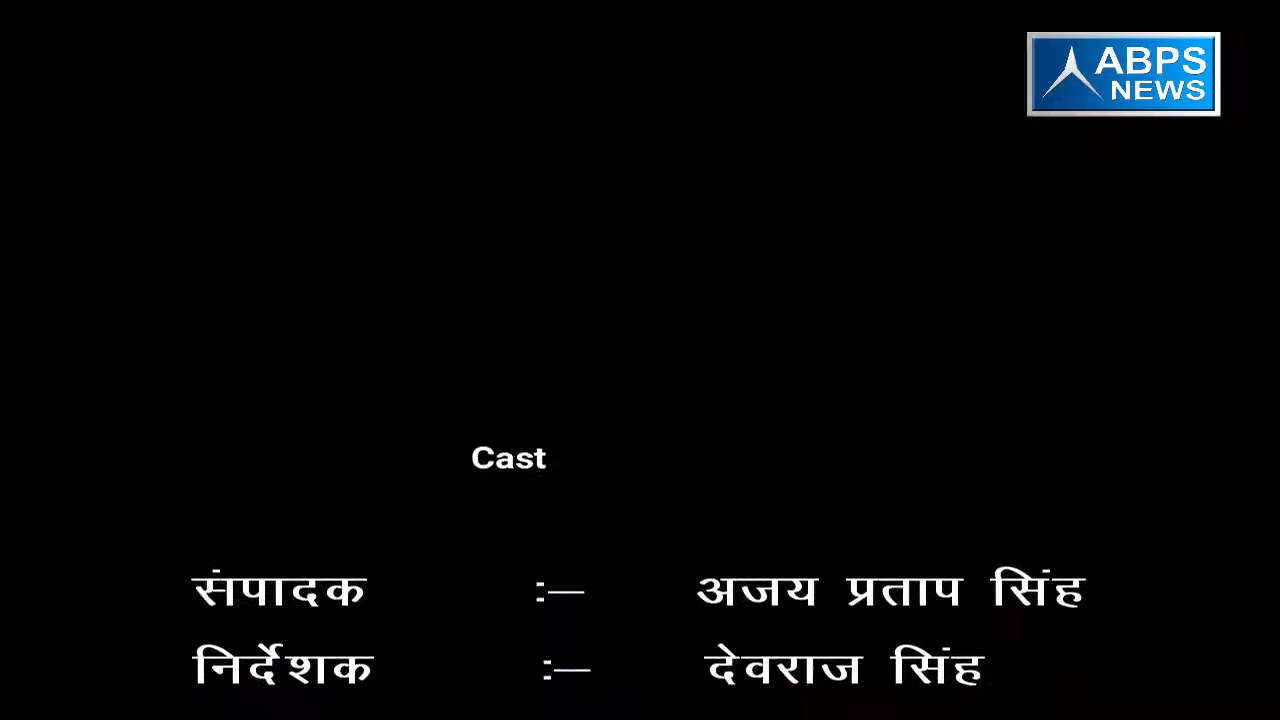 ABPS
NEWS
Cast
संपादक :— अजय प्रताप सिंह
निर्देशक :— देवराज सिंह